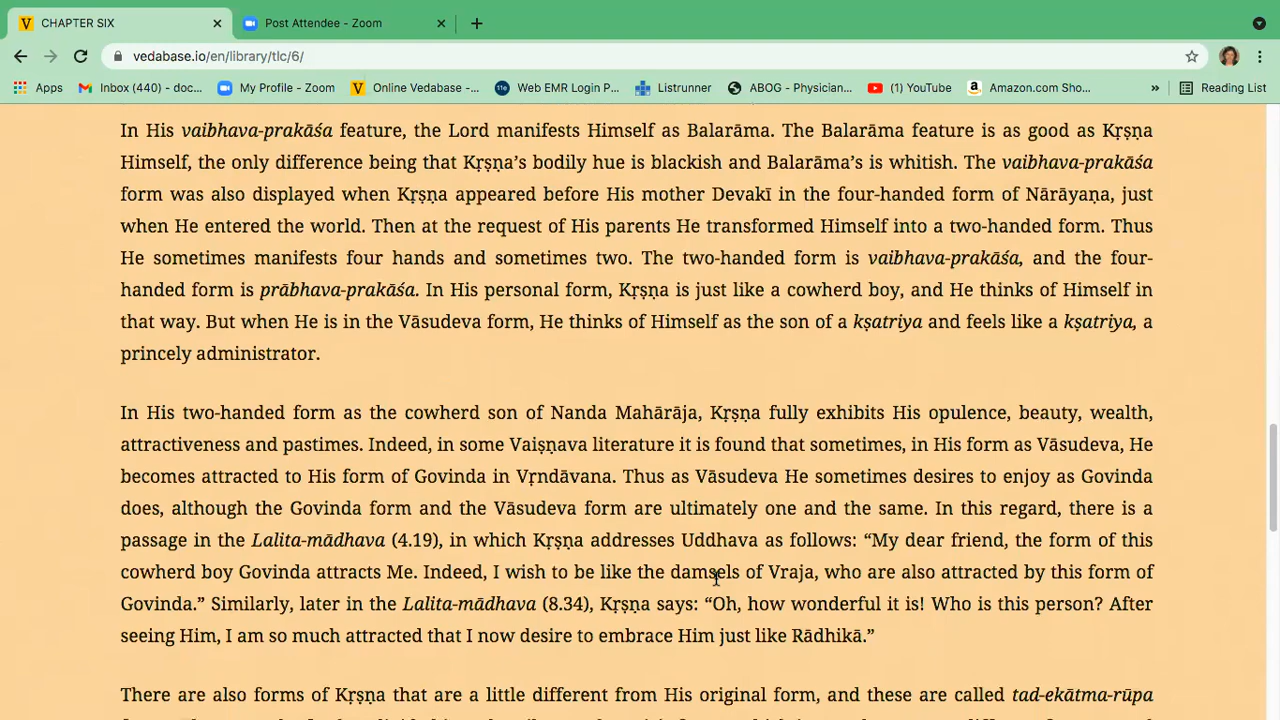 CHAPTER SIX
Post Attendee - Zoom
vedabase.io/en/library/tlc/6/
Apps Inbox (440) - doc... My Profile - Zoom Online Vedabase -... Web EMR Login P... Listrunner ABOG - Physician... (1) YouTube Amazon.com Sho... » Reading List
In His vaibhava-prakāśa feature, the Lord manifests Himself as Balarāma. The Balarāma feature is as good as Kṛṣṇa
Himself, the only difference being that Kṛṣṇa’s bodily hue is blackish and Balarāma’s is whitish. The vaibhava-prakāśa
form was also displayed when Kṛṣṇa appeared before His mother Devakī in the four-handed form of Nārāyaṇa, just
when He entered the world. Then at the request of His parents He transformed Himself into a two-handed form. Thus
He sometimes manifests four hands and sometimes two. The two-handed form is vaibhava-prakāśa, and the four-
handed form is prābhava-prakāśa. In His personal form, Kṛṣṇa is just like a cowherd boy, and He thinks of Himself in
that way. But when He is in the Vāsudeva form, He thinks of Himself as the son of a kṣatriya and feels like a kṣatriya, a
princely administrator.
In His two-handed form as the cowherd son of Nanda Mahārāja, Kṛṣṇa fully exhibits His opulence, beauty, wealth,
attractiveness and pastimes. Indeed, in some Vaiṣṇava literature it is found that sometimes, in His form as Vāsudeva, He
becomes attracted to His form of Govinda in Vṛndāvana. Thus as Vāsudeva He sometimes desires to enjoy as Govinda
does, although the Govinda form and the Vāsudeva form are ultimately one and the same. In this regard, there is a
passage in the Lalita-mādhava (4.19), in which Kṛṣṇa addresses Uddhava as follows: “My dear friend, the form of this
cowherd boy Govinda attracts Me. Indeed, I wish to be like the damsels of Vraja, who are also attracted by this form of
Govinda.” Similarly, later in the Lalita-mādhava (8.34), Kṛṣṇa says: “Oh, how wonderful it is! Who is this person? After
seeing Him, I am so much attracted that I now desire to embrace Him just like Rādhikā.”
There are also forms of Kṛṣṇa that are a little different from His original form, and these are called tad-ekātma-rūpa